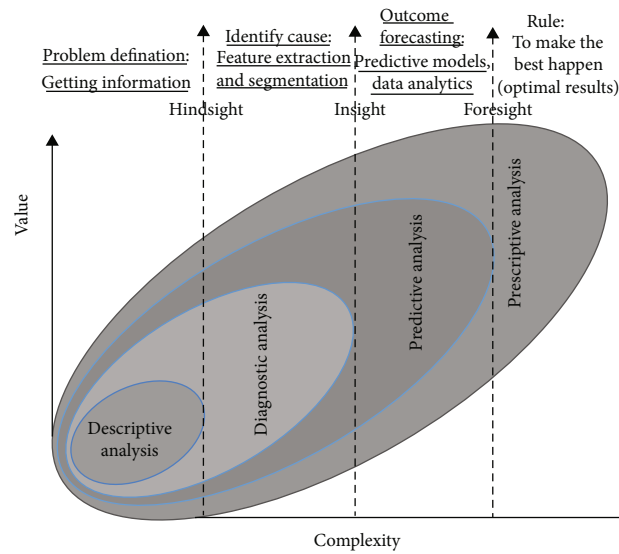 Problem defination:
Getting information
Identify cause:
Feature extraction
and segmentation
Outcome
forecasting:
Predictive models,
data analytics
Rule:
To make the
best happen
(optimal results)
Hindsight
Insight
Foresight
Value
Descriptive
analysis
Diagnostic analysis
Predictive analysis
Prescriptive analysis
Complexity